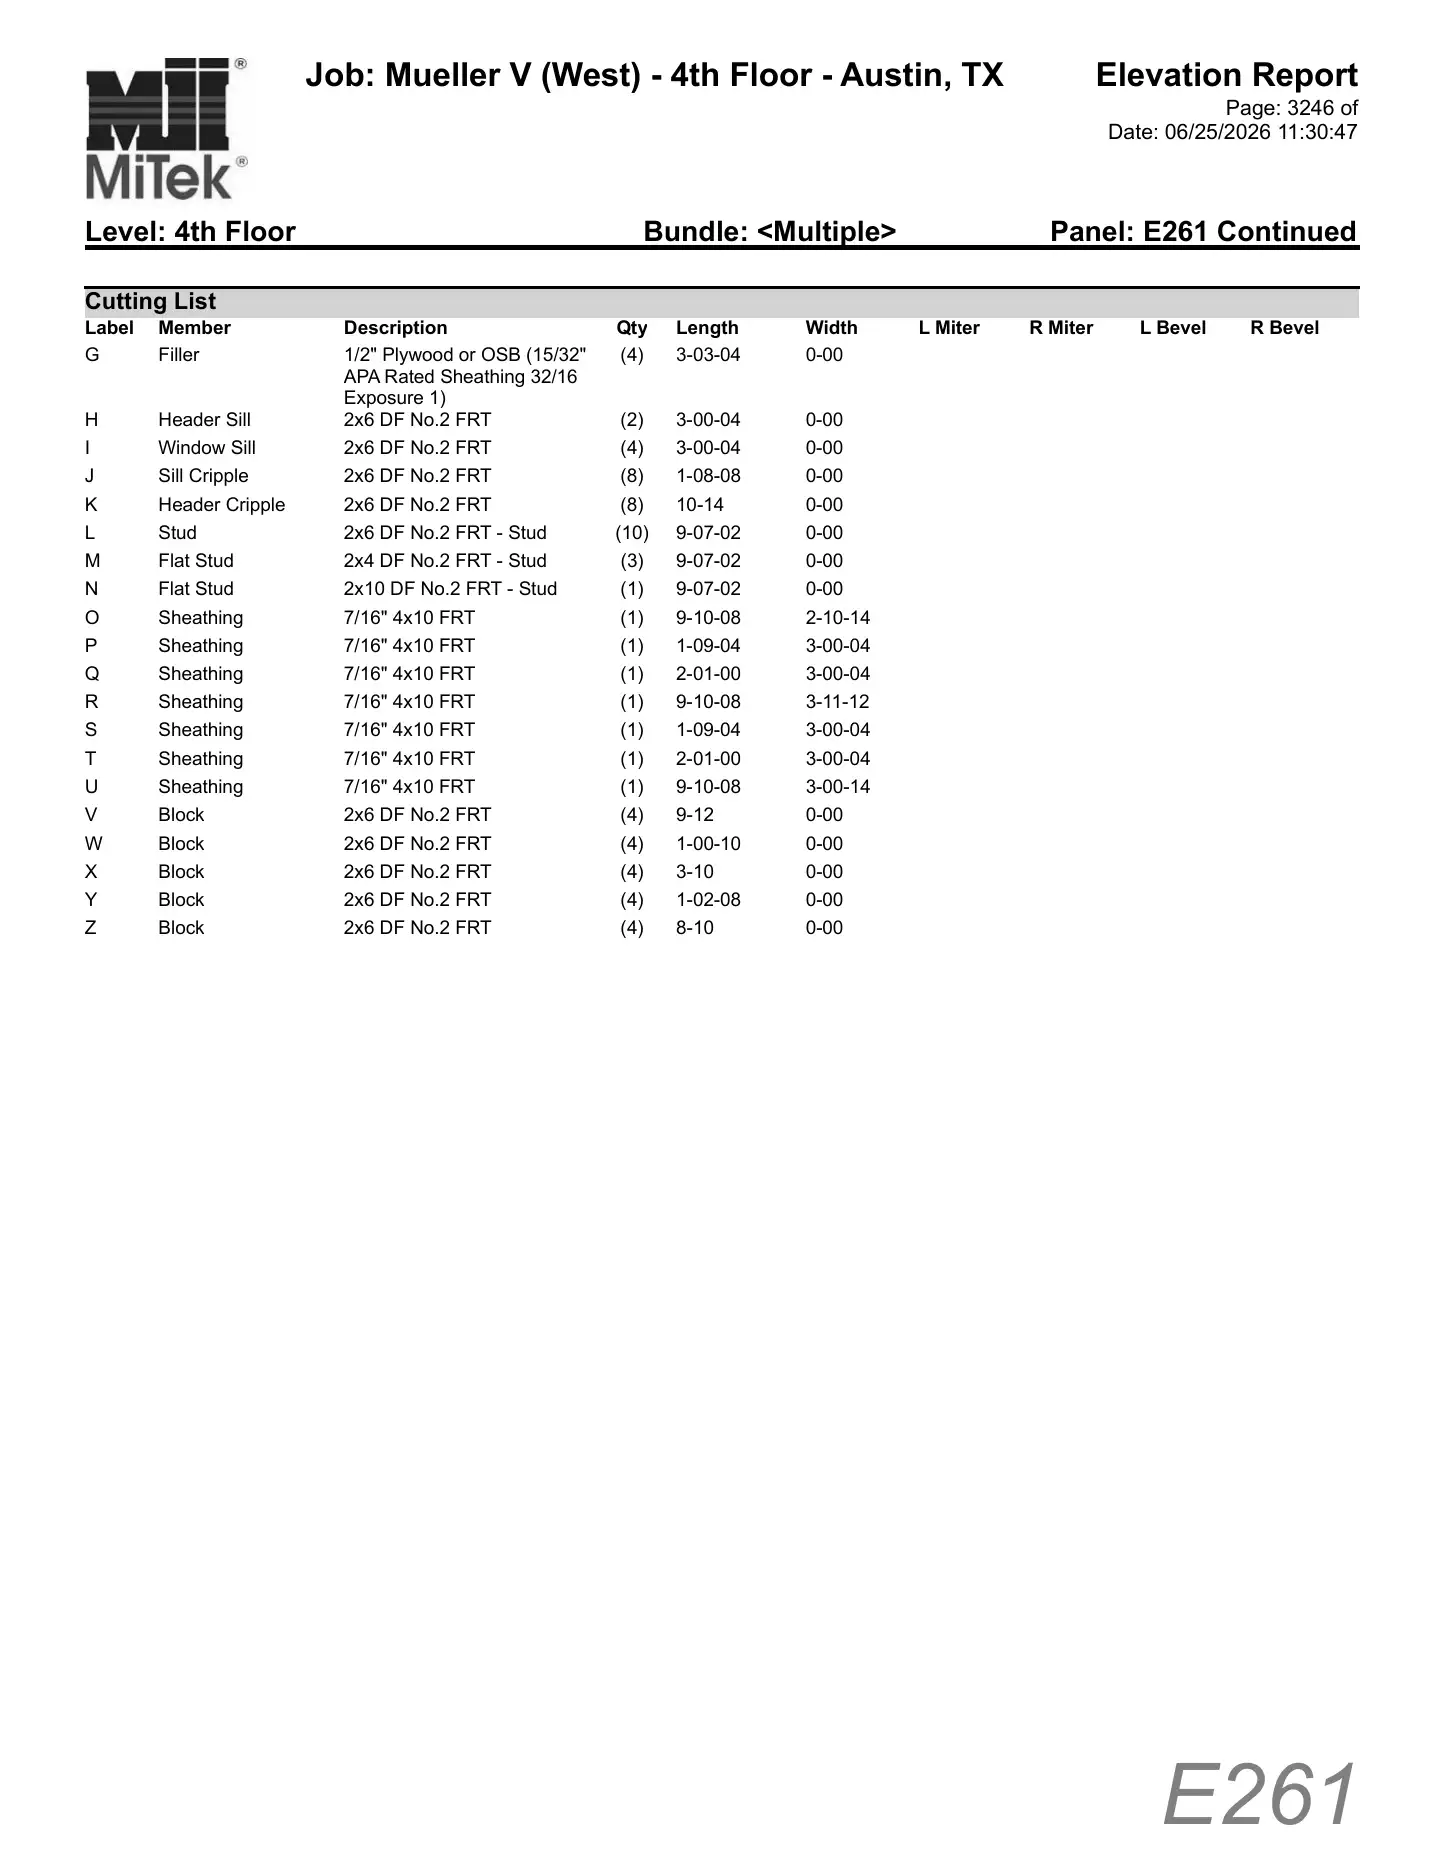 Job: Mueller V (West) - 4th Floor - Austin, TX
Elevation Report
Page: 3246 of
Date: 06/25/2026 11:30:47
MiTek®
Level: 4th Floor Bundle: <Multiple> Panel: E261 Continued
Cutting List
Label Member Description Qty Length Width L Miter R Miter L Bevel R Bevel
G Filler 1/2" Plywood or OSB (15/32" (4) 3-03-04 0-00
APA Rated Sheathing 32/16
Exposure 1)
H Header Sill 2x6 DF No.2 FRT (2) 3-00-04 0-00
I Window Sill 2x6 DF No.2 FRT (4) 3-00-04 0-00
J Sill Cripple 2x6 DF No.2 FRT (8) 1-08-08 0-00
K Header Cripple 2x6 DF No.2 FRT (8) 10-14 0-00
L Stud 2x6 DF No.2 FRT - Stud (10) 9-07-02 0-00
M Flat Stud 2x4 DF No.2 FRT - Stud (3) 9-07-02 0-00
N Flat Stud 2x10 DF No.2 FRT - Stud (1) 9-07-02 0-00
O Sheathing 7/16" 4x10 FRT (1) 9-10-08 2-10-14
P Sheathing 7/16" 4x10 FRT (1) 1-09-04 3-00-04
Q Sheathing 7/16" 4x10 FRT (1) 2-01-00 3-00-04
R Sheathing 7/16" 4x10 FRT (1) 9-10-08 3-11-12
S Sheathing 7/16" 4x10 FRT (1) 1-09-04 3-00-04
T Sheathing 7/16" 4x10 FRT (1) 2-01-00 3-00-04
U Sheathing 7/16" 4x10 FRT (1) 9-10-08 3-00-14
V Block 2x6 DF No.2 FRT (4) 9-12 0-00
W Block 2x6 DF No.2 FRT (4) 1-00-10 0-00
X Block 2x6 DF No.2 FRT (4) 3-10 0-00
Y Block 2x6 DF No.2 FRT (4) 1-02-08 0-00
Z Block 2x6 DF No.2 FRT (4) 8-10 0-00
E261